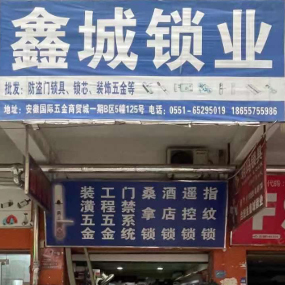 鑫城锁业
批发：防盗门锁具、锁芯、装饰五金等
地址：安徽国际五金商贸城一期B区5幢125号 电话：0551-65295019 18655755986
指纹锁
遥控锁
酒店锁
桑拿锁
门禁系统
工程五金
装潢五金